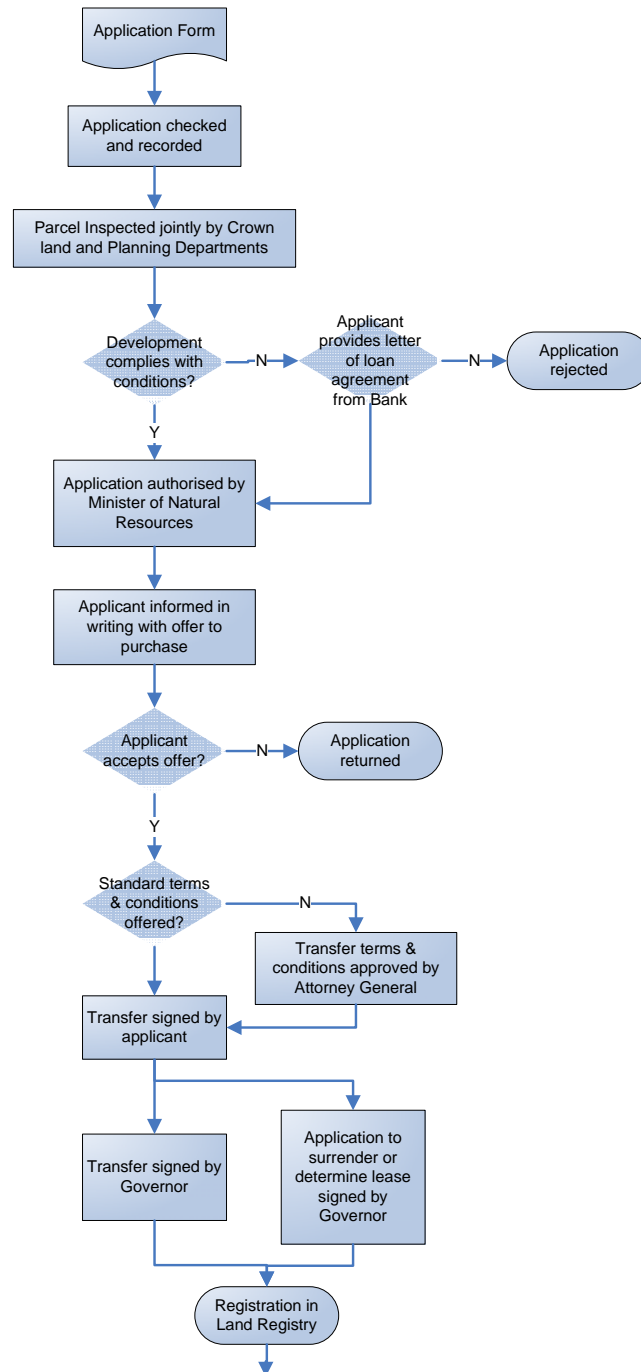 Application Form
Application checked
and recorded
Parcel Inspected jointly by Crown
land and Planning Departments
Development
complies with
conditions?
N
Applicant
provides letter
of loan
agreement
from Bank
N
Application
rejected
Y
Application authorised by
Minister of Natural
Resources
Applicant informed in
writing with offer to
purchase
Applicant
accepts offer?
N
Application
returned
Y
Standard terms
& conditions
offered?
N
Transfer terms &
conditions approved by
Attorney General
Transfer signed by
applicant
Transfer signed by
Governor
Application to
surrender or
determine lease
signed by
Governor
Registration in
Land Registry